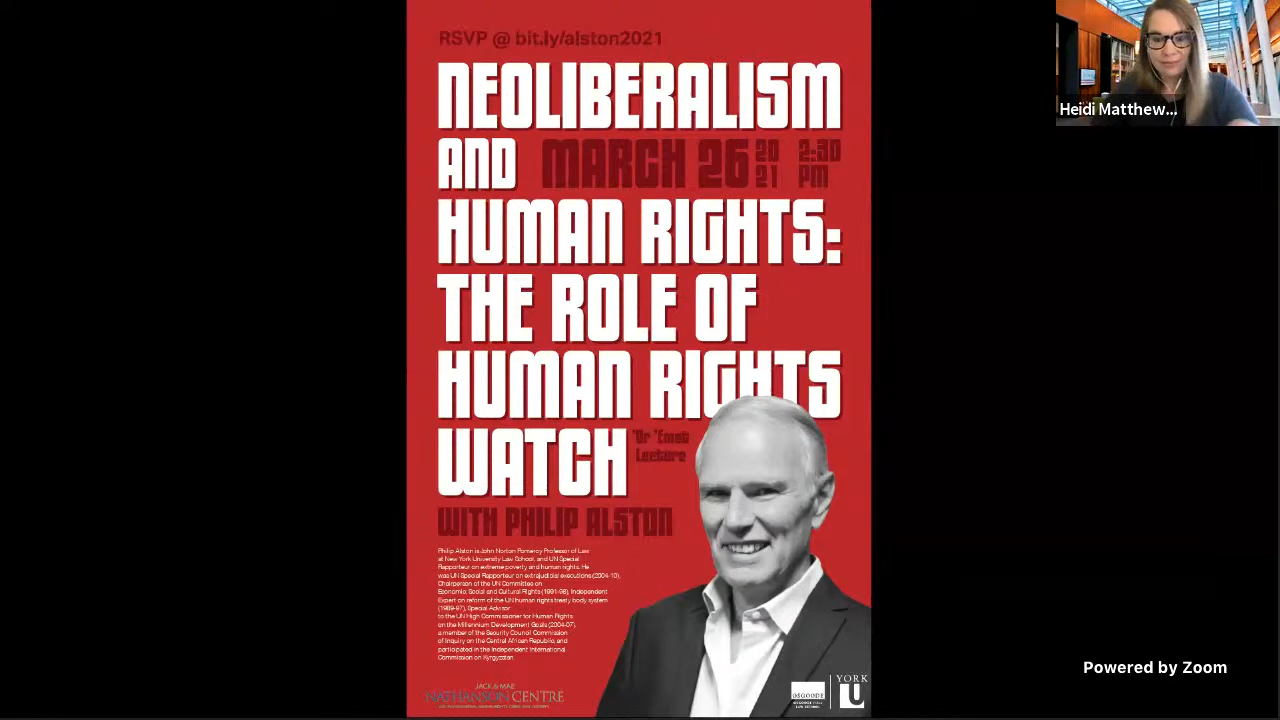 RSVP @ bit.ly/alston2021
NEOLIBERALISM
AND MARCH 26 20 21 2:30 PM
HUMAN RIGHTS:
THE ROLE OF
HUMAN RIGHTS
WATCH
'Or 'Emet
Lecture
WITH PHILIP ALSTON
Philip Alston is John Norton Pomeroy Professor of Law
at New York University Law School, and UN Special
Rapporteur on extreme poverty and human rights. He
was UN Special Rapporteur on extrajudicial executions (2004-10),
Chairperson of the UN Committee on
Economic, Social and Cultural Rights (1991-98), Independent
Expert on reform of the UN human rights treaty body system
(1989-97), Special Advisor
to the UN High Commissioner for Human Rights
on the Millennium Development Goals (2004-07),
a member of the Security Council Commission
of Inquiry on the Central African Republic, and
participated in the Independent International
Commission on Kyrgyzstan.
JACK & MAE
NATHANSON CENTRE
OSGOODE
YORK
U
Heidi Matthew...
Powered by Zoom